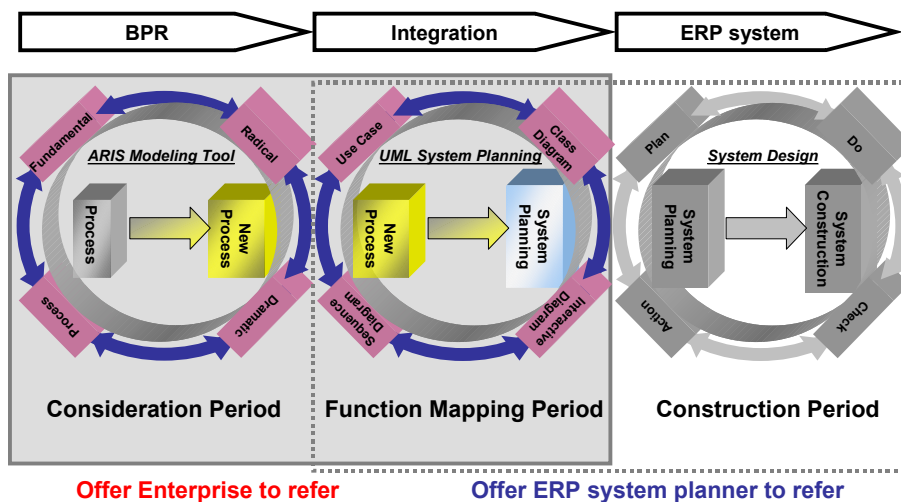 BPR
Integration
ERP system
Fundamental
Radical
ARIS Modeling Tool
Process
New
Process
Process
Dramatic
Consideration Period
Use Case
Class
Diagram
UML System Planning
New
Process
System
Planning
Sequence
Diagram
Interactive
Diagram
Function Mapping Period
Plan
Do
System Design
System
Planning
System
Construction
Action
Check
Construction Period
Offer Enterprise to refer
Offer ERP system planner to refer